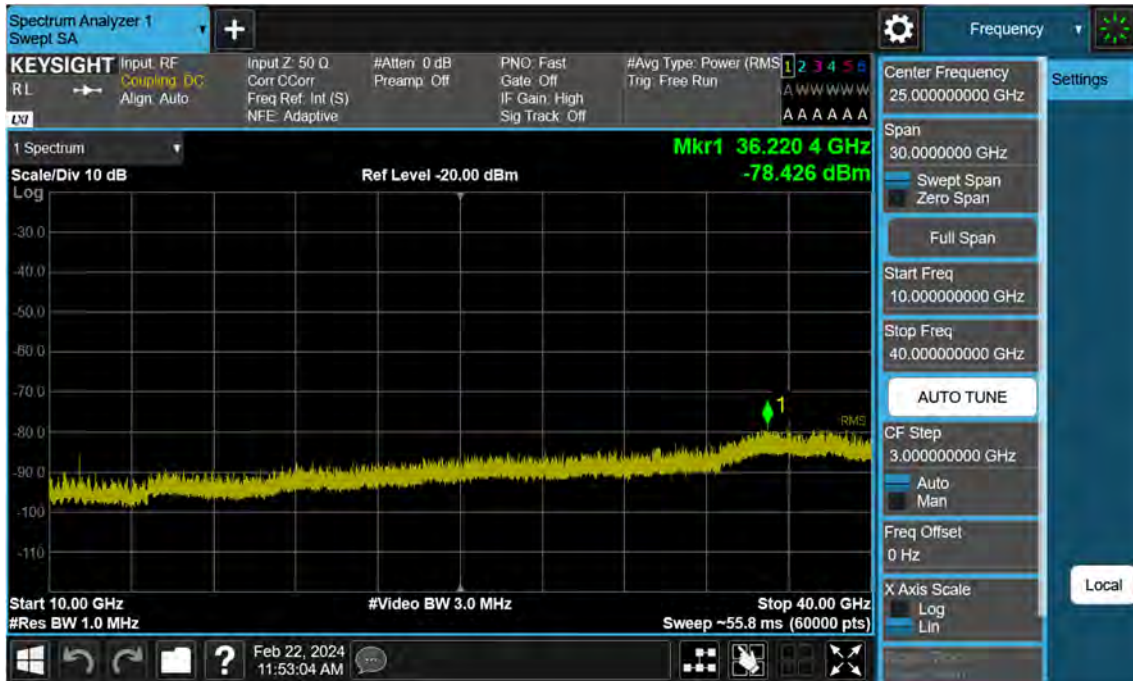 Spectrum Analyzer 1
Swept SA
+
Frequency
KEYSIGHT
RL
LXI
Input: RF
Coupling: DC
Align: Auto
Input Z: 50 Ω
Corr CCorr
Freq Ref: Int (S)
NFE: Adaptive
#Atten: 0 dB
Preamp: Off
PNO: Fast
Gate: Off
IF Gain: High
Sig Track: Off
#Avg Type: Power (RMS
Trig: Free Run
1 2 3 4 5 6
A W W W W W
A A A A A A
1 Spectrum
Scale/Div 10 dB
Ref Level -20.00 dBm
Mkr1 36.220 4 GHz
-78.426 dBm
Log
-30.0
-40.0
-50.0
-60.0
-70.0
-80.0
-90.0
-100
-110
1
RMS
Start 10.00 GHz
#Video BW 3.0 MHz
Stop 40.00 GHz
#Res BW 1.0 MHz
Sweep ~55.8 ms (60000 pts)
Center Frequency
25.000000000 GHz
Span
30.0000000 GHz
Swept Span
Zero Span
Full Span
Start Freq
10.000000000 GHz
Stop Freq
40.000000000 GHz
AUTO TUNE
CF Step
3.000000000 GHz
Auto
Man
Freq Offset
0 Hz
X Axis Scale
Log
Lin
Settings
Local
?
Feb 22, 2024
11:53:04 AM